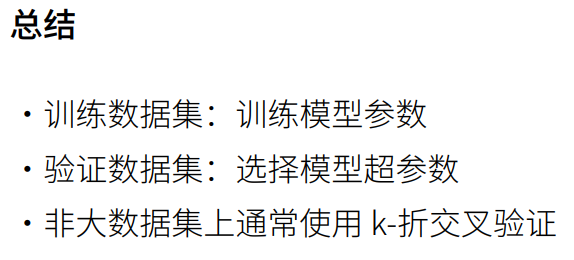 总结
• 训练数据集：训练模型参数
• 验证数据集：选择模型超参数
• 非大数据集上通常使用 k-折交叉验证